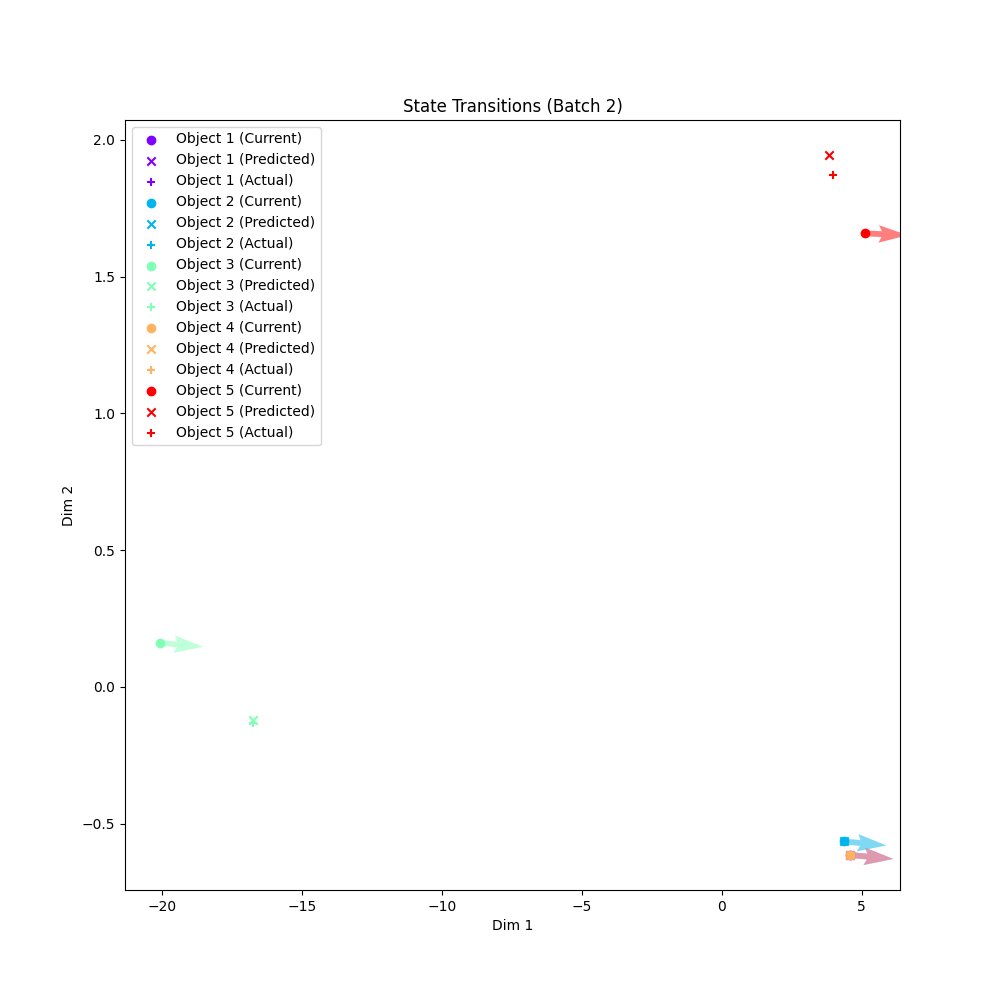 State Transitions (Batch 2)
Object 1 (Current)
Object 1 (Predicted)
Object 1 (Actual)
Object 2 (Current)
Object 2 (Predicted)
Object 2 (Actual)
Object 3 (Current)
Object 3 (Predicted)
Object 3 (Actual)
Object 4 (Current)
Object 4 (Predicted)
Object 4 (Actual)
Object 5 (Current)
Object 5 (Predicted)
Object 5 (Actual)
2.0
1.5
1.0
0.5
0.0
−0.5
Dim 2
−20 −15 −10 −5 0 5
Dim 1